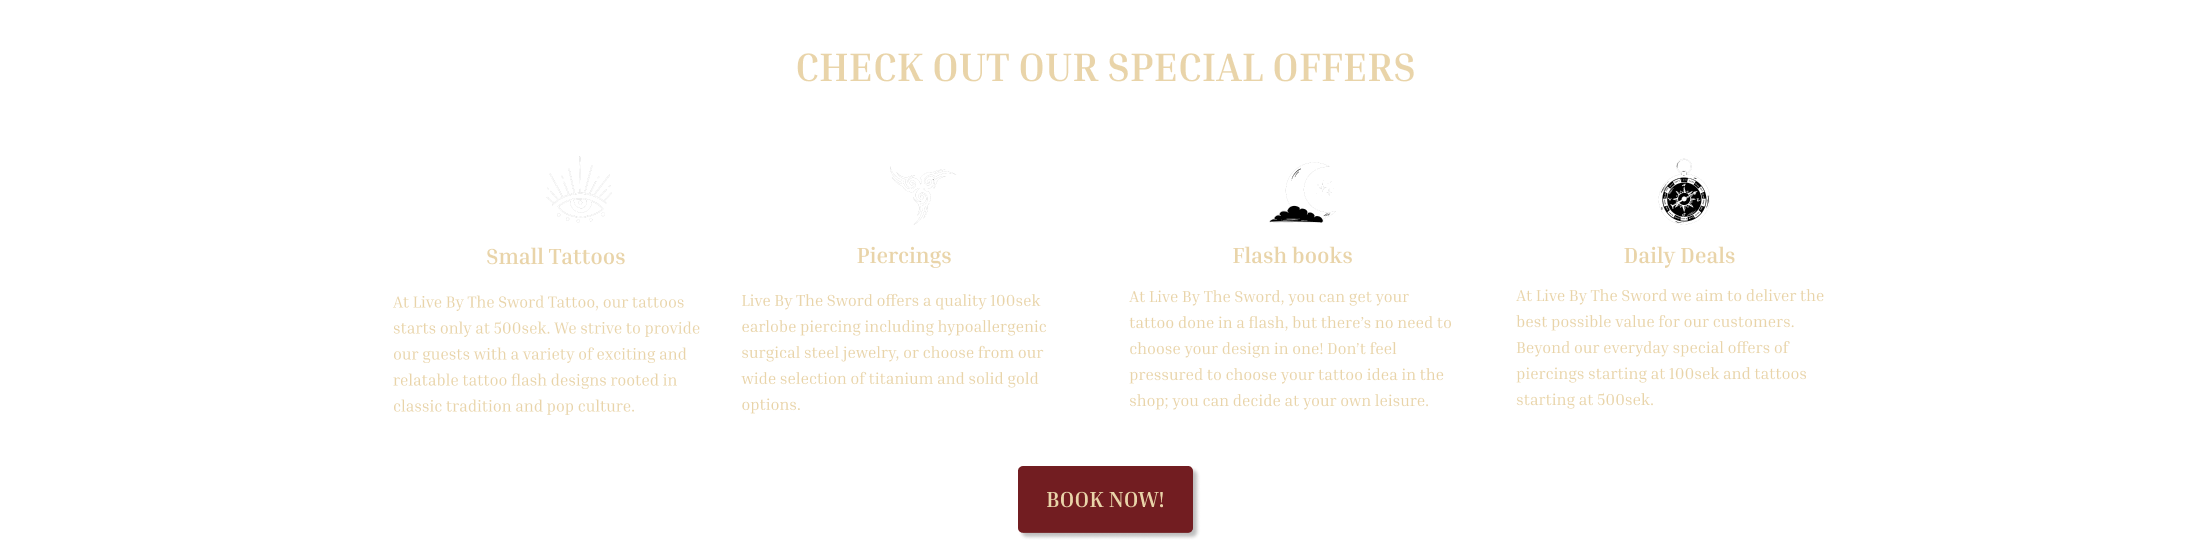 CHECK OUT OUR SPECIAL OFFERS
Small Tattoos
At Live By The Sword Tattoo, our tattoos
starts only at 500sek. We strive to provide
our guests with a variety of exciting and
relatable tattoo flash designs rooted in
classic tradition and pop culture.
Piercings
Live By The Sword offers a quality 100sek
earlobe piercing including hypoallergenic
surgical steel jewelry, or choose from our
wide selection of titanium and solid gold
options.
Flash books
At Live By The Sword, you can get your
tattoo done in a flash, but there's no need to
choose your design in one! Don't feel
pressured to choose your tattoo idea in the
shop; you can decide at your own leisure.
Daily Deals
At Live By The Sword we aim to deliver the
best possible value for our customers.
Beyond our everyday special offers of
piercings starting at 100sek and tattoos
starting at 500sek.
BOOK NOW!